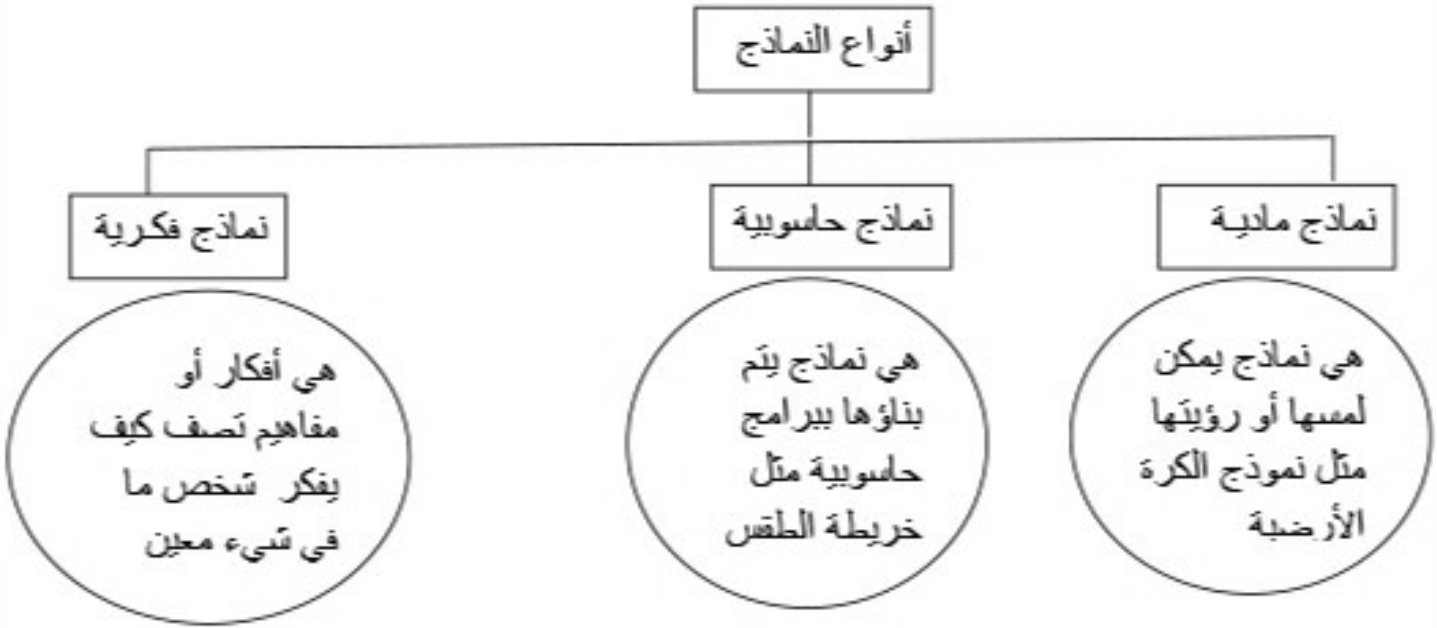 أنواع النماذج
نماذج مادية
هي نماذج يمكن
لمسها أو رؤيتها
مثل نموذج الكرة
الأرضية
نماذج حاسوبية
هي نماذج يتم
بناؤها ببرامج
حاسوبية مثل
خريطة الطقس
نماذج فكرية
هي أفكار أو
مفاهيم تصف كيف
يفكر شخص ما
في شيء معين